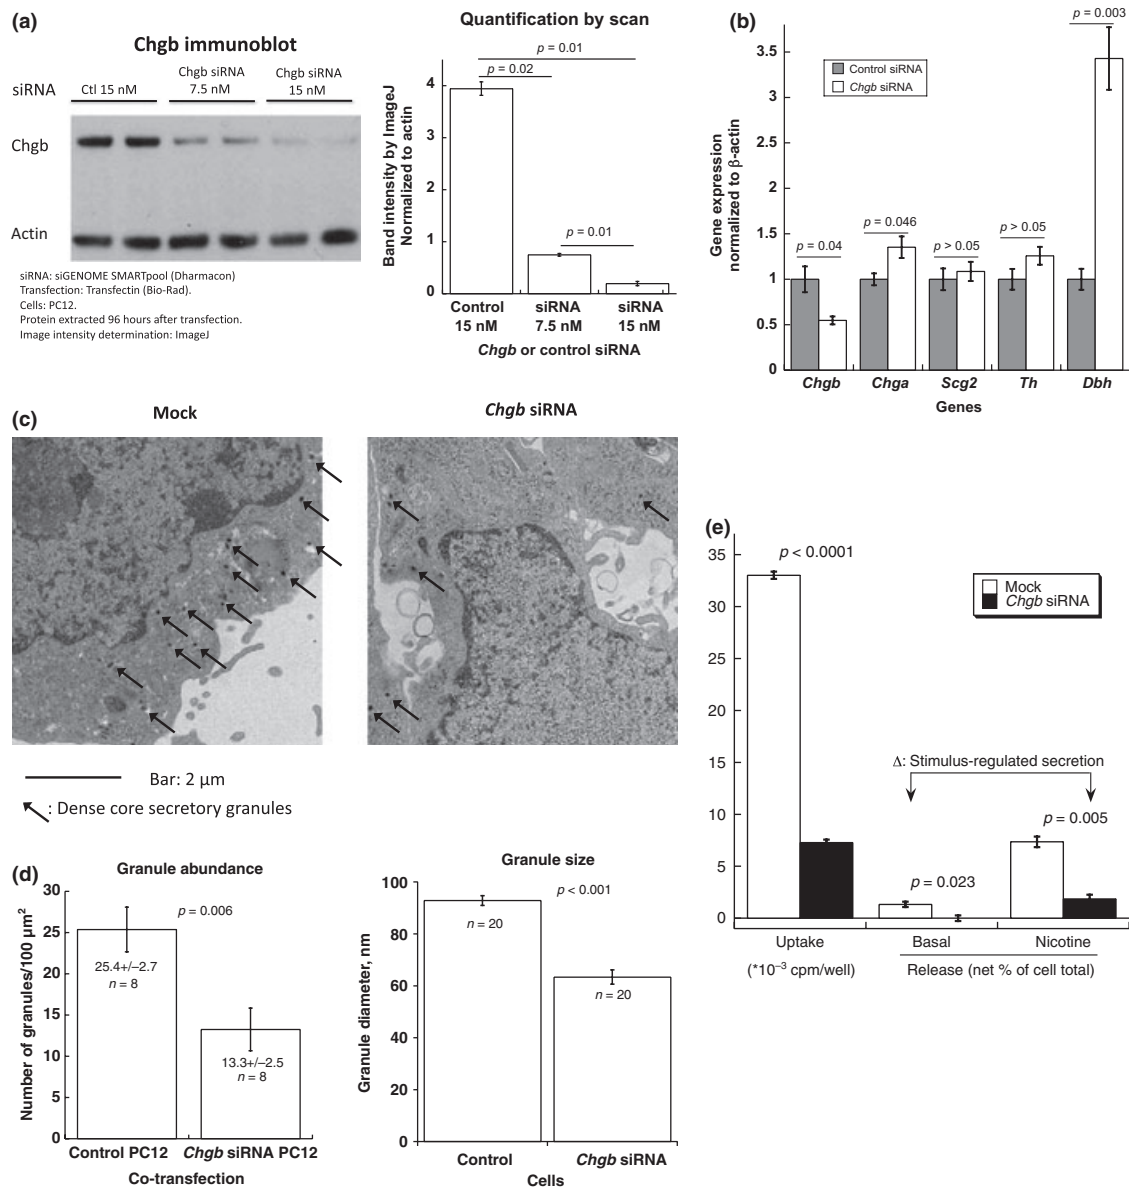 (a)
Chgb immunoblot
siRNA
Ctl 15 nM
Chgb siRNA
7.5 nM
Chgb siRNA
15 nM
Chgb
Actin
siRNA: siGENOME SMARTpool (Dharmacon)
Transfection: Transfectin (Bio-Rad).
Cells: PC12.
Protein extracted 96 hours after transfection.
Image intensity determination: ImageJ
Quantification by scan
p = 0.01
p = 0.02
p = 0.01
Band intensity by ImageJ
Normalized to actin
4
3
2
1
0
Control
15 nM
siRNA
7.5 nM
siRNA
15 nM
Chgb or control siRNA
(b)
Control siRNA
Chgb siRNA
Gene expression
normalized to β-actin
3.5
3
2.5
2
1.5
1
0.5
0
p = 0.04
p = 0.046
p > 0.05
p > 0.05
p = 0.003
Chgb
Chga
Scg2
Th
Dbh
Genes
(c)
Mock
Chgb siRNA
Bar: 2 µm
: Dense core secretory granules
(d)
Granule abundance
Number of granules/100 µm²
30
25
20
15
10
5
0
p = 0.006
25.4+/–2.7
n = 8
13.3+/–2.5
n = 8
Control PC12
Chgb siRNA PC12
Co-transfection
Granule size
Granule diameter, nm
100
80
60
40
60
0
p < 0.001
n = 20
n = 20
Control
Chgb siRNA
Cells
(e)
35
30
25
20
15
10
5
0
p < 0.0001
Mock
Chgb siRNA
Δ: Stimulus-regulated secretion
p = 0.023
p = 0.005
Uptake
Basal
Nicotine
(*10⁻³ cpm/well)
Release (net % of cell total)